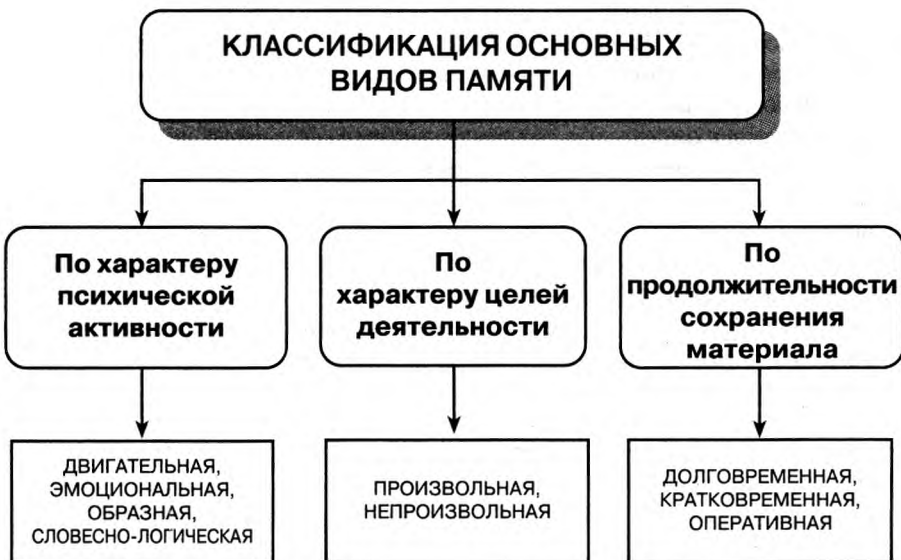 КЛАССИФИКАЦИЯ ОСНОВНЫХ
ВИДОВ ПАМЯТИ
По характеру
психической
активности
По
характеру целей
деятельности
По
продолжительности
сохранения
материала
ДВИГАТЕЛЬНАЯ,
ЭМОЦИОНАЛЬНАЯ,
ОБРАЗНАЯ,
СЛОВЕСНО-ЛОГИЧЕСКАЯ
ПРОИЗВОЛЬНАЯ,
НЕПРОИЗВОЛЬНАЯ
ДОЛГОВРЕМЕННАЯ,
КРАТКОВРЕМЕННАЯ,
ОПЕРАТИВНАЯ